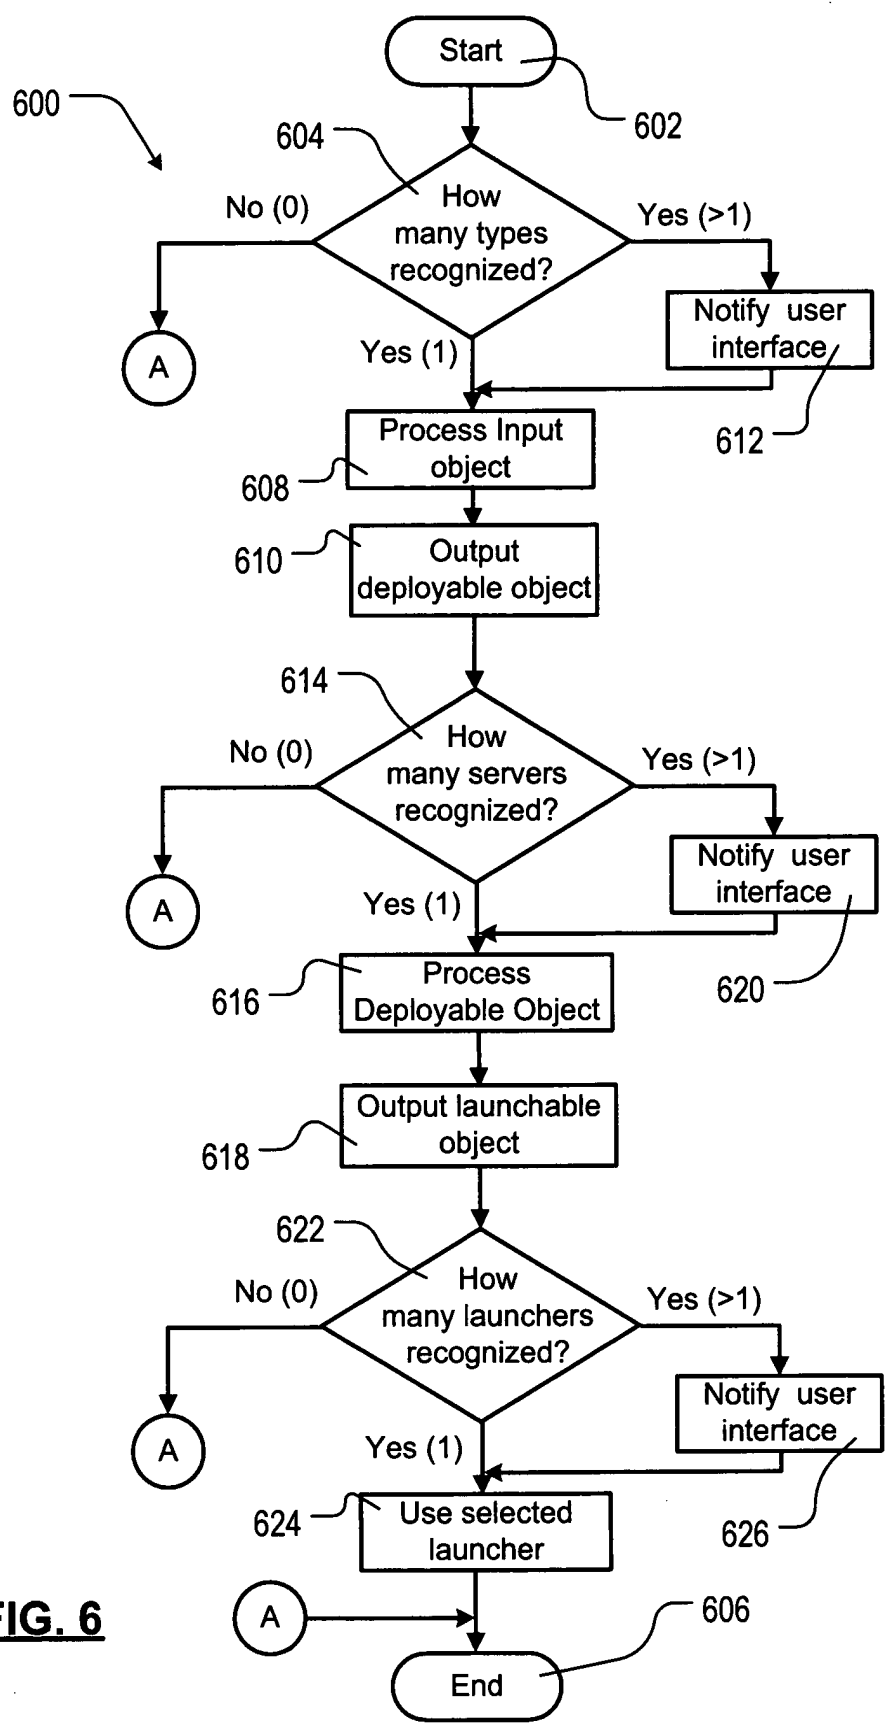 Start
600
602
604
No (0)
How
many types
recognized?
Yes (>1)
Notify user
interface
A
Yes (1)
612
Process Input
object
608
610
Output
deployable object
614
No (0)
How
many servers
recognized?
Yes (>1)
Notify user
interface
A
Yes (1)
620
616
Process
Deployable Object
Output launchable
object
618
622
No (0)
How
many launchers
recognized?
Yes (>1)
Notify user
interface
A
Yes (1)
626
624
Use selected
launcher
FIG. 6
A
606
End